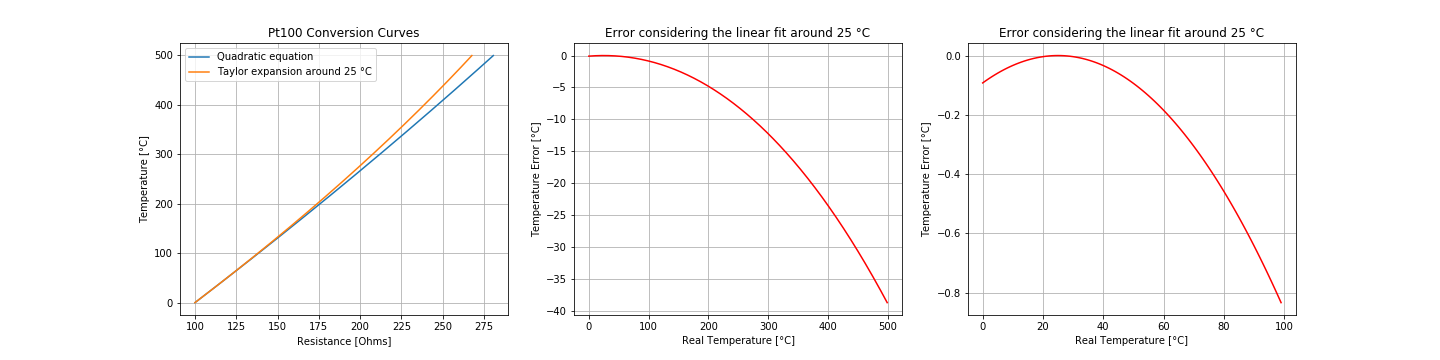 Pt100 Conversion Curves
Quadratic equation
Taylor expansion around 25 °C
500
400
300
200
100
0
Temperature [°C]
100 125 150 175 200 225 250 275
Resistance [Ohms]
Error considering the linear fit around 25 °C
0
−5
−10
−15
−20
−25
−30
−35
−40
Temperature Error [°C]
0 100 200 300 400 500
Real Temperature [°C]
Error considering the linear fit around 25 °C
0.0
−0.2
−0.4
−0.6
−0.8
Temperature Error [°C]
0 20 40 60 80 100
Real Temperature [°C]